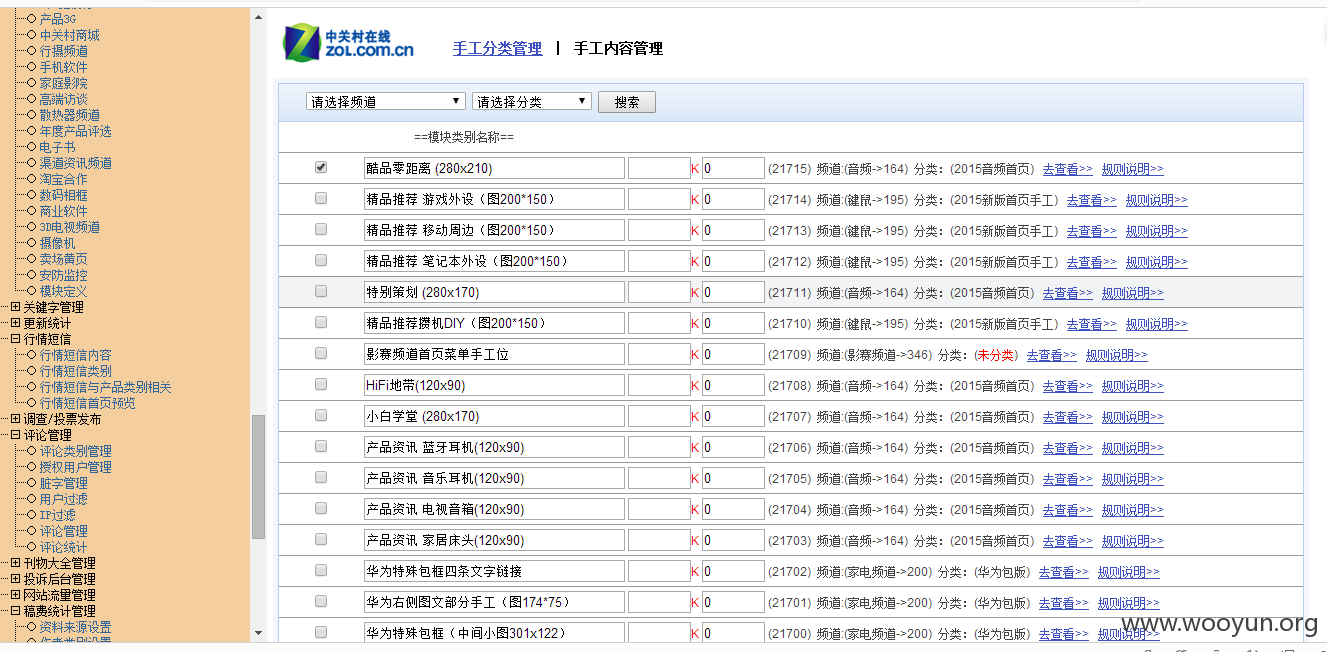 产品3G
中关村商城
行摄频道
手机软件
家庭影院
高端访谈
散热器频道
年度产品评选
电子书
渠道资讯频道
淘宝合作
数码相框
商业软件
3D电视频道
摄像机
卖场黄页
安防监控
模块定义
关键字管理
更新统计
行情短信
行情短信内容
行情短信类别
行情短信与产品类别相关
行情短信首页预览
调查/投票发布
评论管理
评论类别管理
授权用户管理
脏字管理
用户过滤
IP过滤
评论管理
评论统计
刊物大全管理
投诉后台管理
网站流量管理
稿费统计管理
资料来源设置
中关村在线
ZOL.COM.CN
手工分类管理 | 手工内容管理
请选择频道 请选择分类 搜索
==模块类别名称==
酷品零距离 (280x210) K 0 (21715) 频道:(音频->164) 分类：(2015音频首页) 去查看>> 规则说明>>
精品推荐 游戏外设（图200*150） K 0 (21714) 频道:(键鼠->195) 分类：(2015新版首页手工) 去查看>> 规则说明>>
精品推荐 移动周边（图200*150） K 0 (21713) 频道:(键鼠->195) 分类：(2015新版首页手工) 去查看>> 规则说明>>
精品推荐 笔记本外设（图200*150） K 0 (21712) 频道:(键鼠->195) 分类：(2015新版首页手工) 去查看>> 规则说明>>
特别策划 (280x170) K 0 (21711) 频道:(音频->164) 分类：(2015音频首页) 去查看>> 规则说明>>
精品推荐攒机DIY（图200*150） K 0 (21710) 频道:(键鼠->195) 分类：(2015新版首页手工) 去查看>> 规则说明>>
影赛频道首页菜单手工位 K 0 (21709) 频道:(影赛频道->346) 分类：(未分类) 去查看>> 规则说明>>
HiFi地带(120x90) K 0 (21708) 频道:(音频->164) 分类：(2015音频首页) 去查看>> 规则说明>>
小白学堂 (280x170) K 0 (21707) 频道:(音频->164) 分类：(2015音频首页) 去查看>> 规则说明>>
产品资讯 蓝牙耳机(120x90) K 0 (21706) 频道:(音频->164) 分类：(2015音频首页) 去查看>> 规则说明>>
产品资讯 音乐耳机(120x90) K 0 (21705) 频道:(音频->164) 分类：(2015音频首页) 去查看>> 规则说明>>
产品资讯 电视音箱(120x90) K 0 (21704) 频道:(音频->164) 分类：(2015音频首页) 去查看>> 规则说明>>
产品资讯 家居床头(120x90) K 0 (21703) 频道:(音频->164) 分类：(2015音频首页) 去查看>> 规则说明>>
华为特殊包框四条文字链接 K 0 (21702) 频道:(家电频道->200) 分类：(华为包版) 去查看>> 规则说明>>
华为右侧图文部分手工（图174*75） K 0 (21701) 频道:(家电频道->200) 分类：(华为包版) 去查看>> 规则说明>>
华为特殊包框（中间小图301x122） K 0 (21700) 频道:(家电频道->200) 分类：(华为包版) 去查看>> 规则说明>>
www.wooyun.org